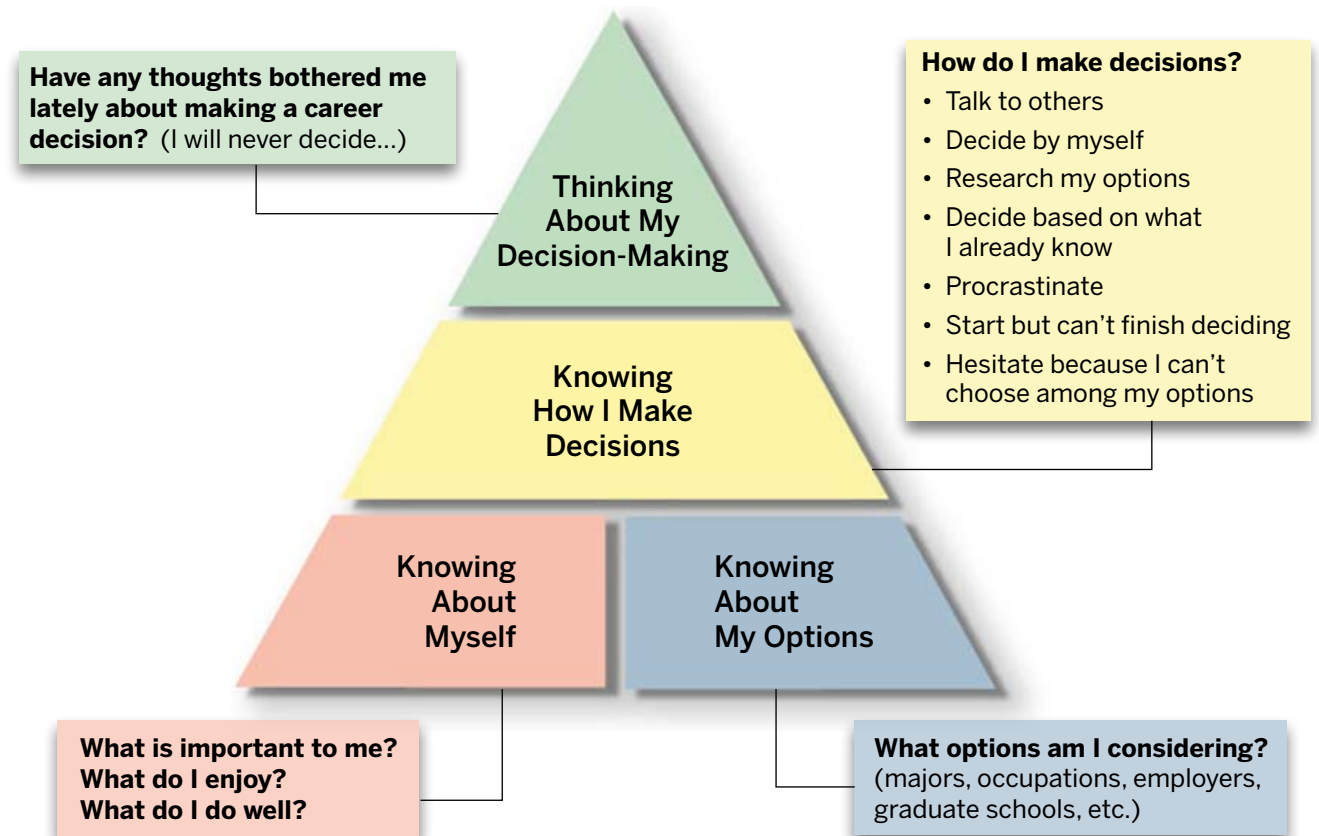 Have any thoughts bothered me
lately about making a career
decision? (I will never decide...)
How do I make decisions?
• Talk to others
• Decide by myself
• Research my options
• Decide based on what
I already know
• Procrastinate
• Start but can't finish deciding
• Hesitate because I can't
choose among my options
Thinking
About My
Decision-Making
Knowing
How I Make
Decisions
Knowing
About
Myself
Knowing
About
My Options
What is important to me?
What do I enjoy?
What do I do well?
What options am I considering?
(majors, occupations, employers,
graduate schools, etc.)